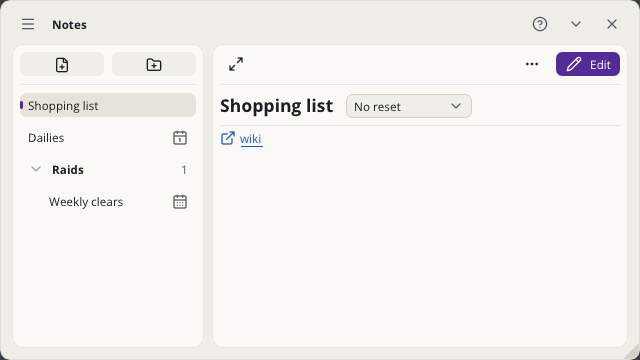 Notes
Edit
Shopping list
Shopping list
No reset
Dailies
wiki
Raids
1
Weekly clears